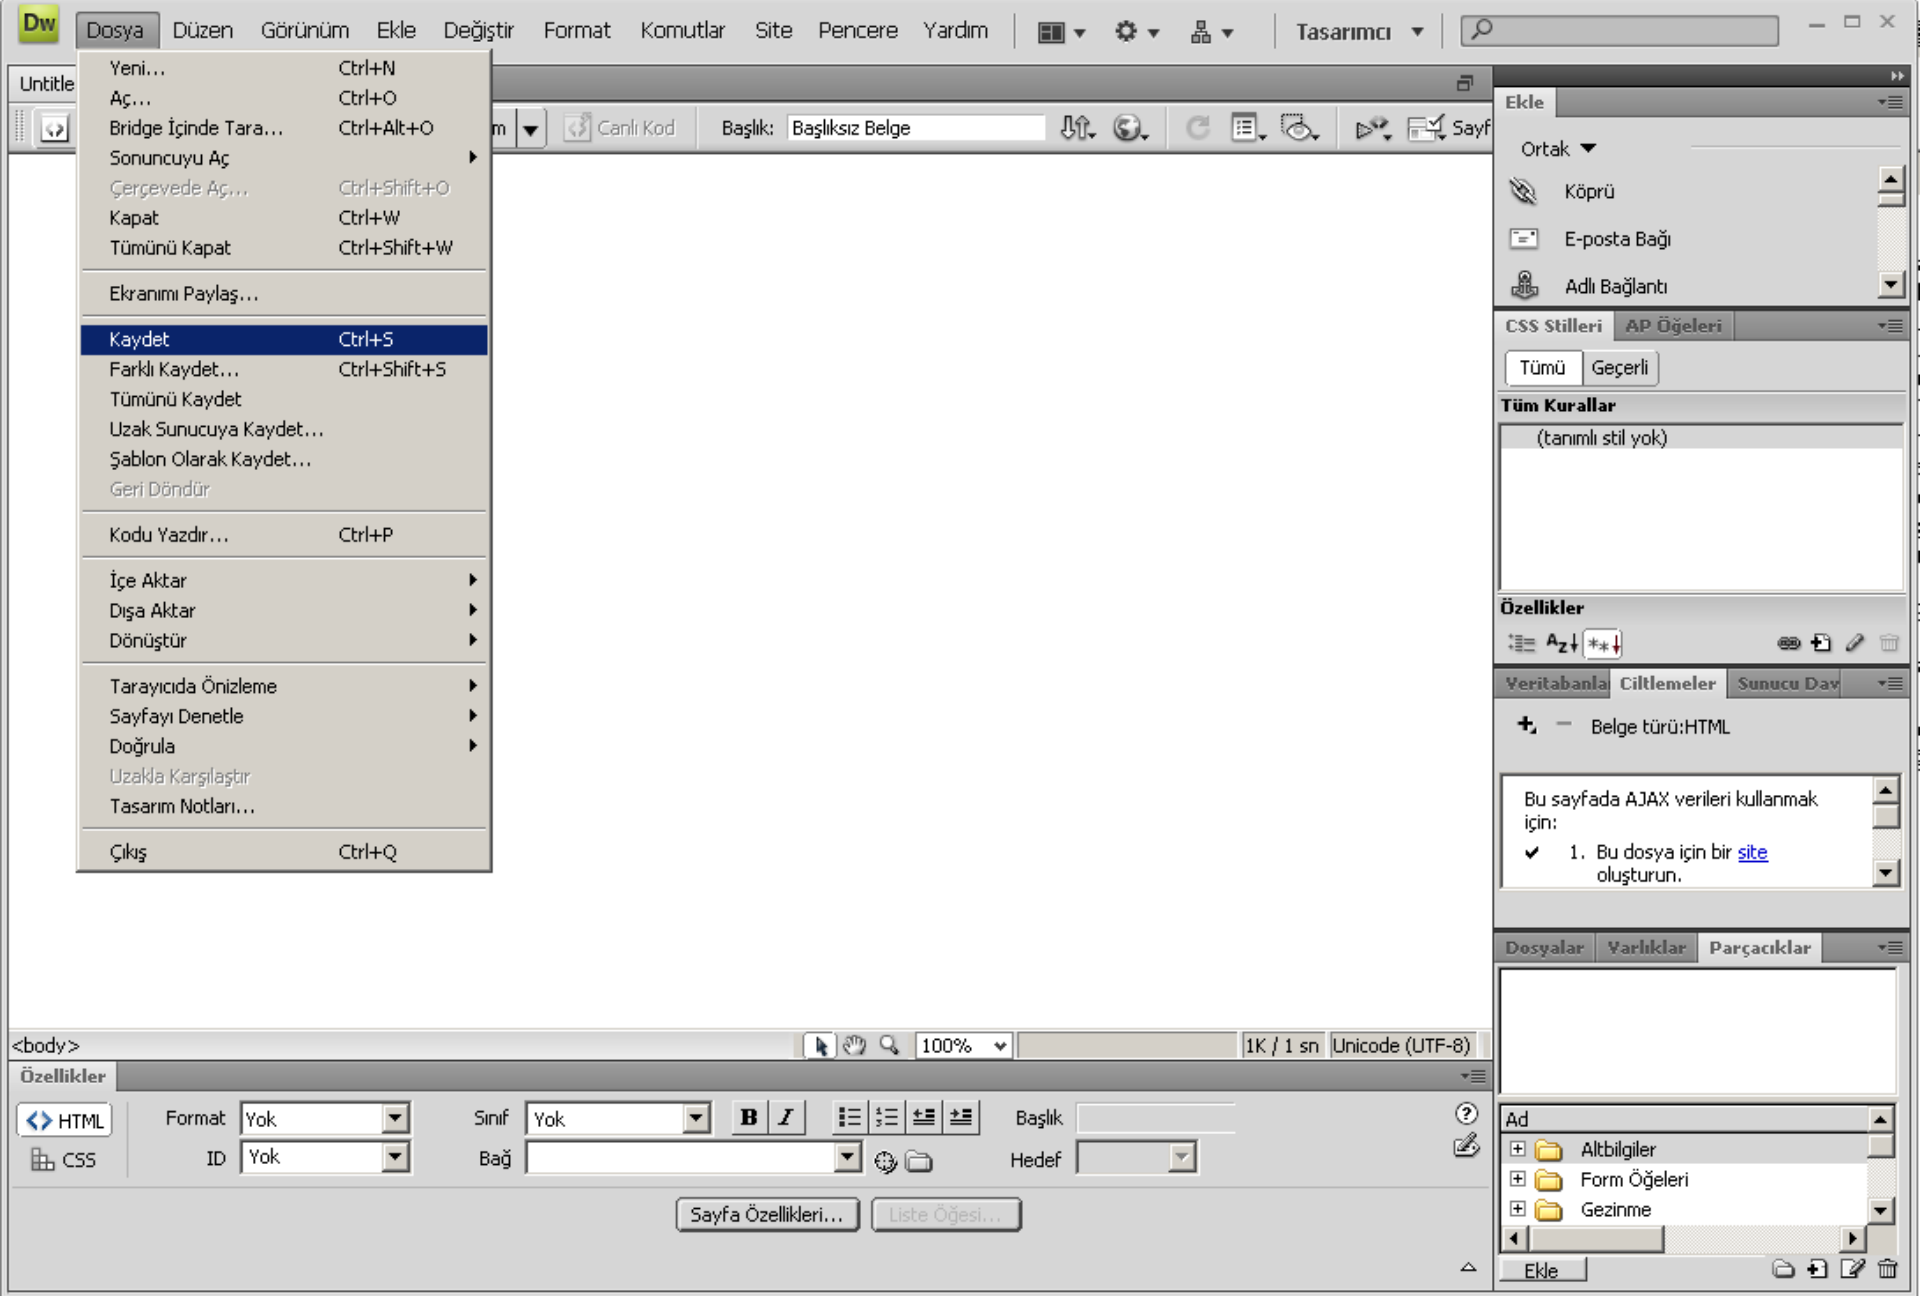 Dw Dosya Düzen Görünüm Ekle Değiştir Format Komutlar Site Pencere Yardım Tasarımcı
Untitle
Yeni... Ctrl+N
Aç... Ctrl+O
Bridge İçinde Tara... Ctrl+Alt+O
Sonuncuyu Aç
Çerçevede Aç... Ctrl+Shift+O
Kapat Ctrl+W
Tümünü Kapat Ctrl+Shift+W
Ekranımı Paylaş...
Kaydet Ctrl+S
Farklı Kaydet... Ctrl+Shift+S
Tümünü Kaydet
Uzak Sunucuya Kaydet...
Şablon Olarak Kaydet...
Geri Döndür
Kodu Yazdır... Ctrl+P
İçe Aktar
Dışa Aktar
Dönüştür
Tarayıcıda Önizleme
Sayfayı Denetle
Doğrula
Uzakla Karşılaştır
Tasarım Notları...
Çıkış Ctrl+Q
m Canlı Kod Başlık: Başlıksız Belge Sayf
Ekle
Ortak
Köprü
E-posta Bağı
Adlı Bağlantı
CSS Stilleri AP Öğeleri
Tümü Geçerli
Tüm Kurallar
(tanımlı stil yok)
Özellikler
Veritabanla Ciltlemeler Sunucu Dav
Belge türü:HTML
Bu sayfada AJAX verileri kullanmak
için:
1. Bu dosya için bir site
oluşturun.
Dosyalar Varlıklar Parçacıklar
Ad
Altbilgiler
Form Öğeleri
Gezinme
Ekle
<body> 100% 1K / 1 sn Unicode (UTF-8)
Özellikler
HTML Format Yok Sınıf Yok B I Başlık
CSS ID Yok Bağ Hedef
Sayfa Özellikleri... Liste Öğesi...